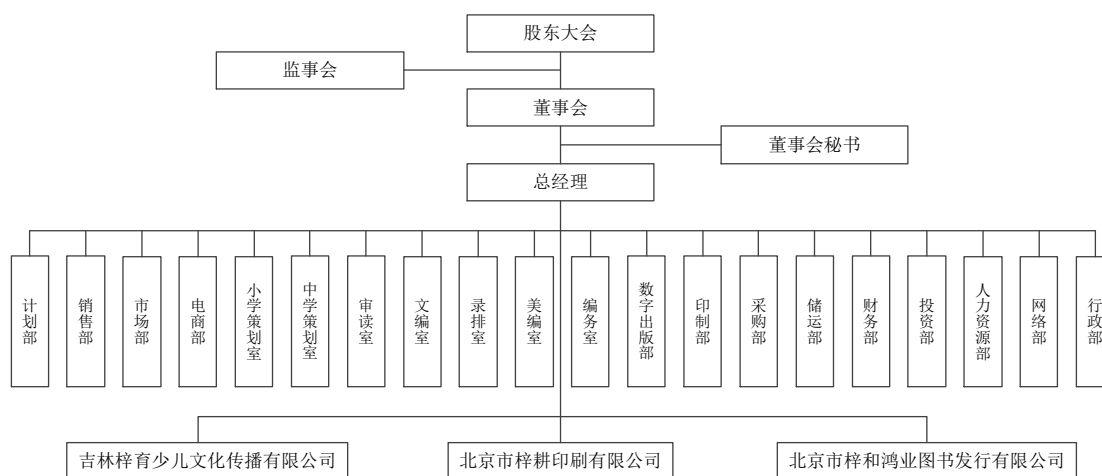 股东大会
监事会
董事会
董事会秘书
总经理
计划部
销售部
市场部
电商部
小学策划室
中学策划室
审读室
文编室
录排室
美编室
编务室
数字出版部
印制部
采购部
储运部
财务部
投资部
人力资源部
网络部
行政部
吉林梓育少儿文化传播有限公司
北京市梓耕印刷有限公司
北京市梓和鸿业图书发行有限公司